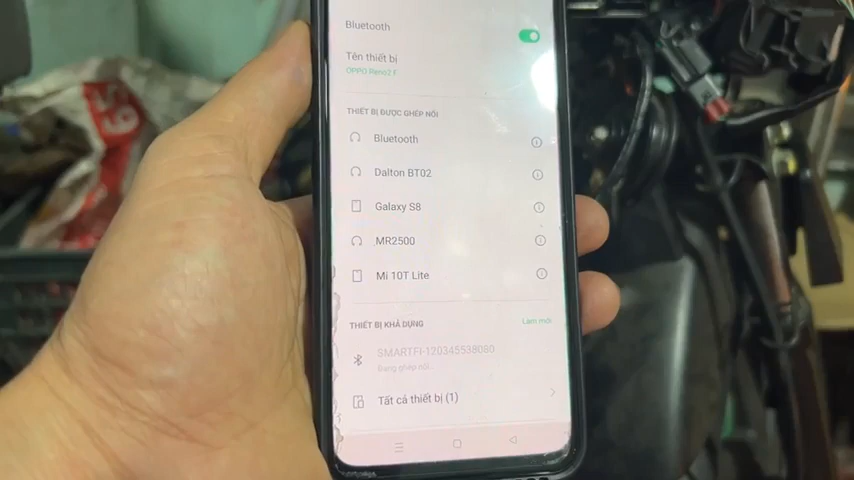 Bluetooth
Tên thiết bị
OPPO Reno2 F
THIẾT BỊ ĐƯỢC GHÉP NỐI
Bluetooth
Dalton BT02
Galaxy S8
MR2500
Mi 10T Lite
THIẾT BỊ KHẢ DỤNG
Làm mới
SMARTFI-120345538080
Đang ghép nối...
Tất cả thiết bị (1)